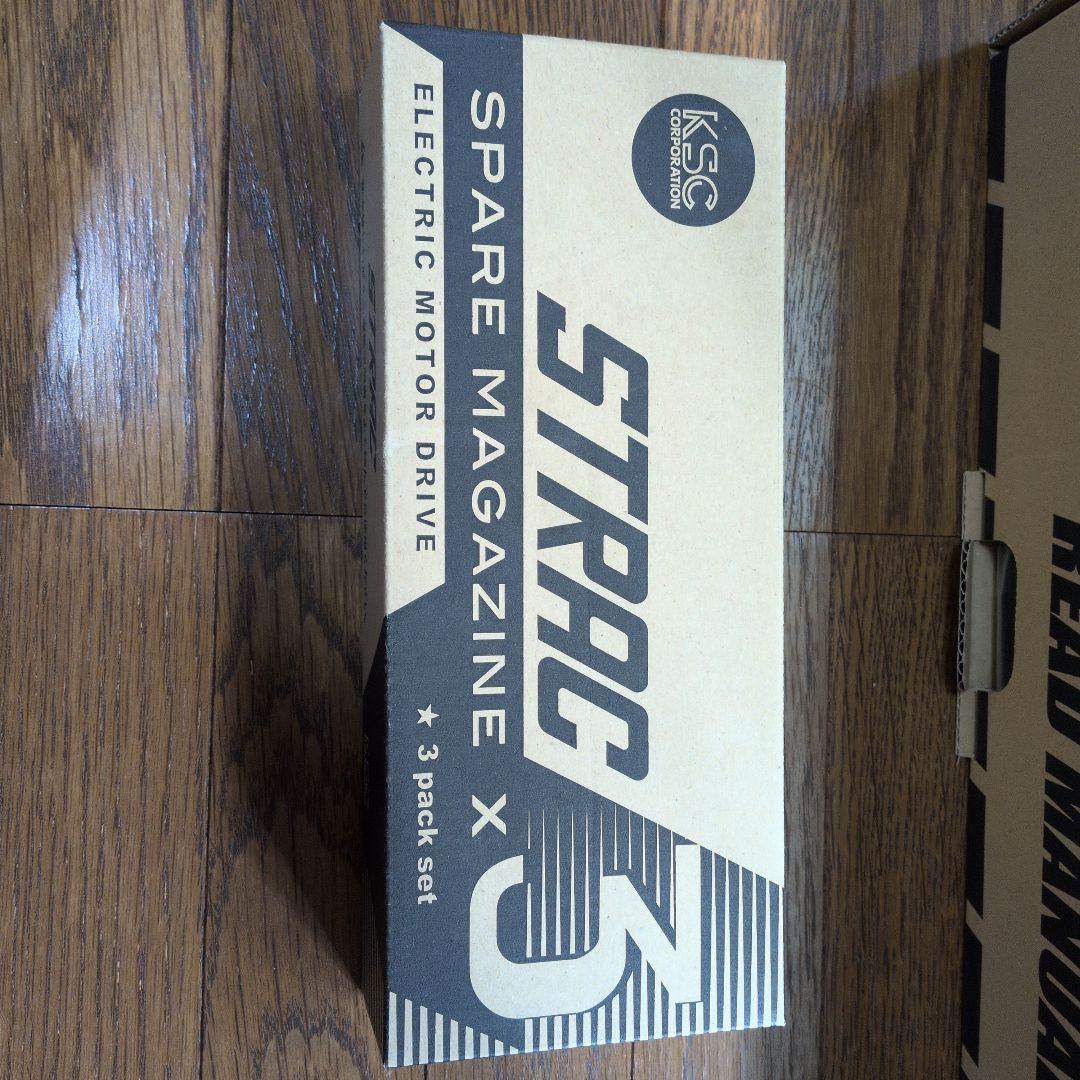 KSC
CORPORATION
STRAC
SPARE MAGAZINE X 3
ELECTRIC MOTOR DRIVE
★ 3 pack set
READ MANUA